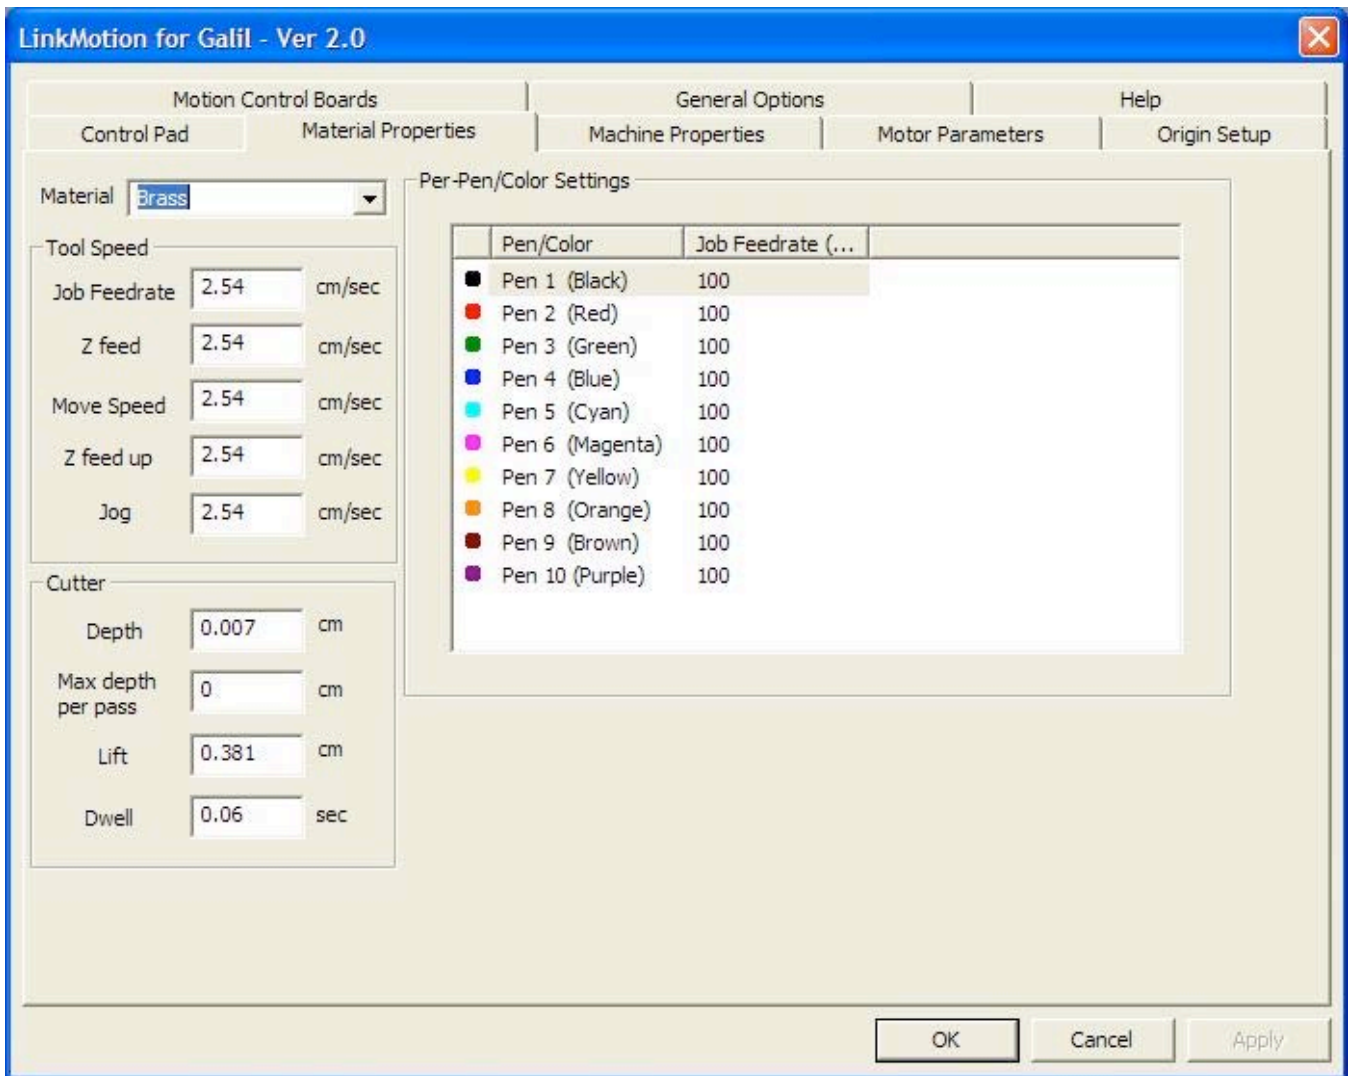 LinkMotion for Galil - Ver 2.0
Motion Control Boards General Options Help
Control Pad Material Properties Machine Properties Motor Parameters Origin Setup
Material Brass
Tool Speed
Job Feedrate 2.54 cm/sec
Z feed 2.54 cm/sec
Move Speed 2.54 cm/sec
Z feed up 2.54 cm/sec
Jog 2.54 cm/sec
Cutter
Depth 0.007 cm
Max depth
per pass 0 cm
Lift 0.381 cm
Dwell 0.06 sec
Per-Pen/Color Settings
Pen/Color Job Feedrate (...
Pen 1 (Black) 100
Pen 2 (Red) 100
Pen 3 (Green) 100
Pen 4 (Blue) 100
Pen 5 (Cyan) 100
Pen 6 (Magenta) 100
Pen 7 (Yellow) 100
Pen 8 (Orange) 100
Pen 9 (Brown) 100
Pen 10 (Purple) 100
OK Cancel Apply